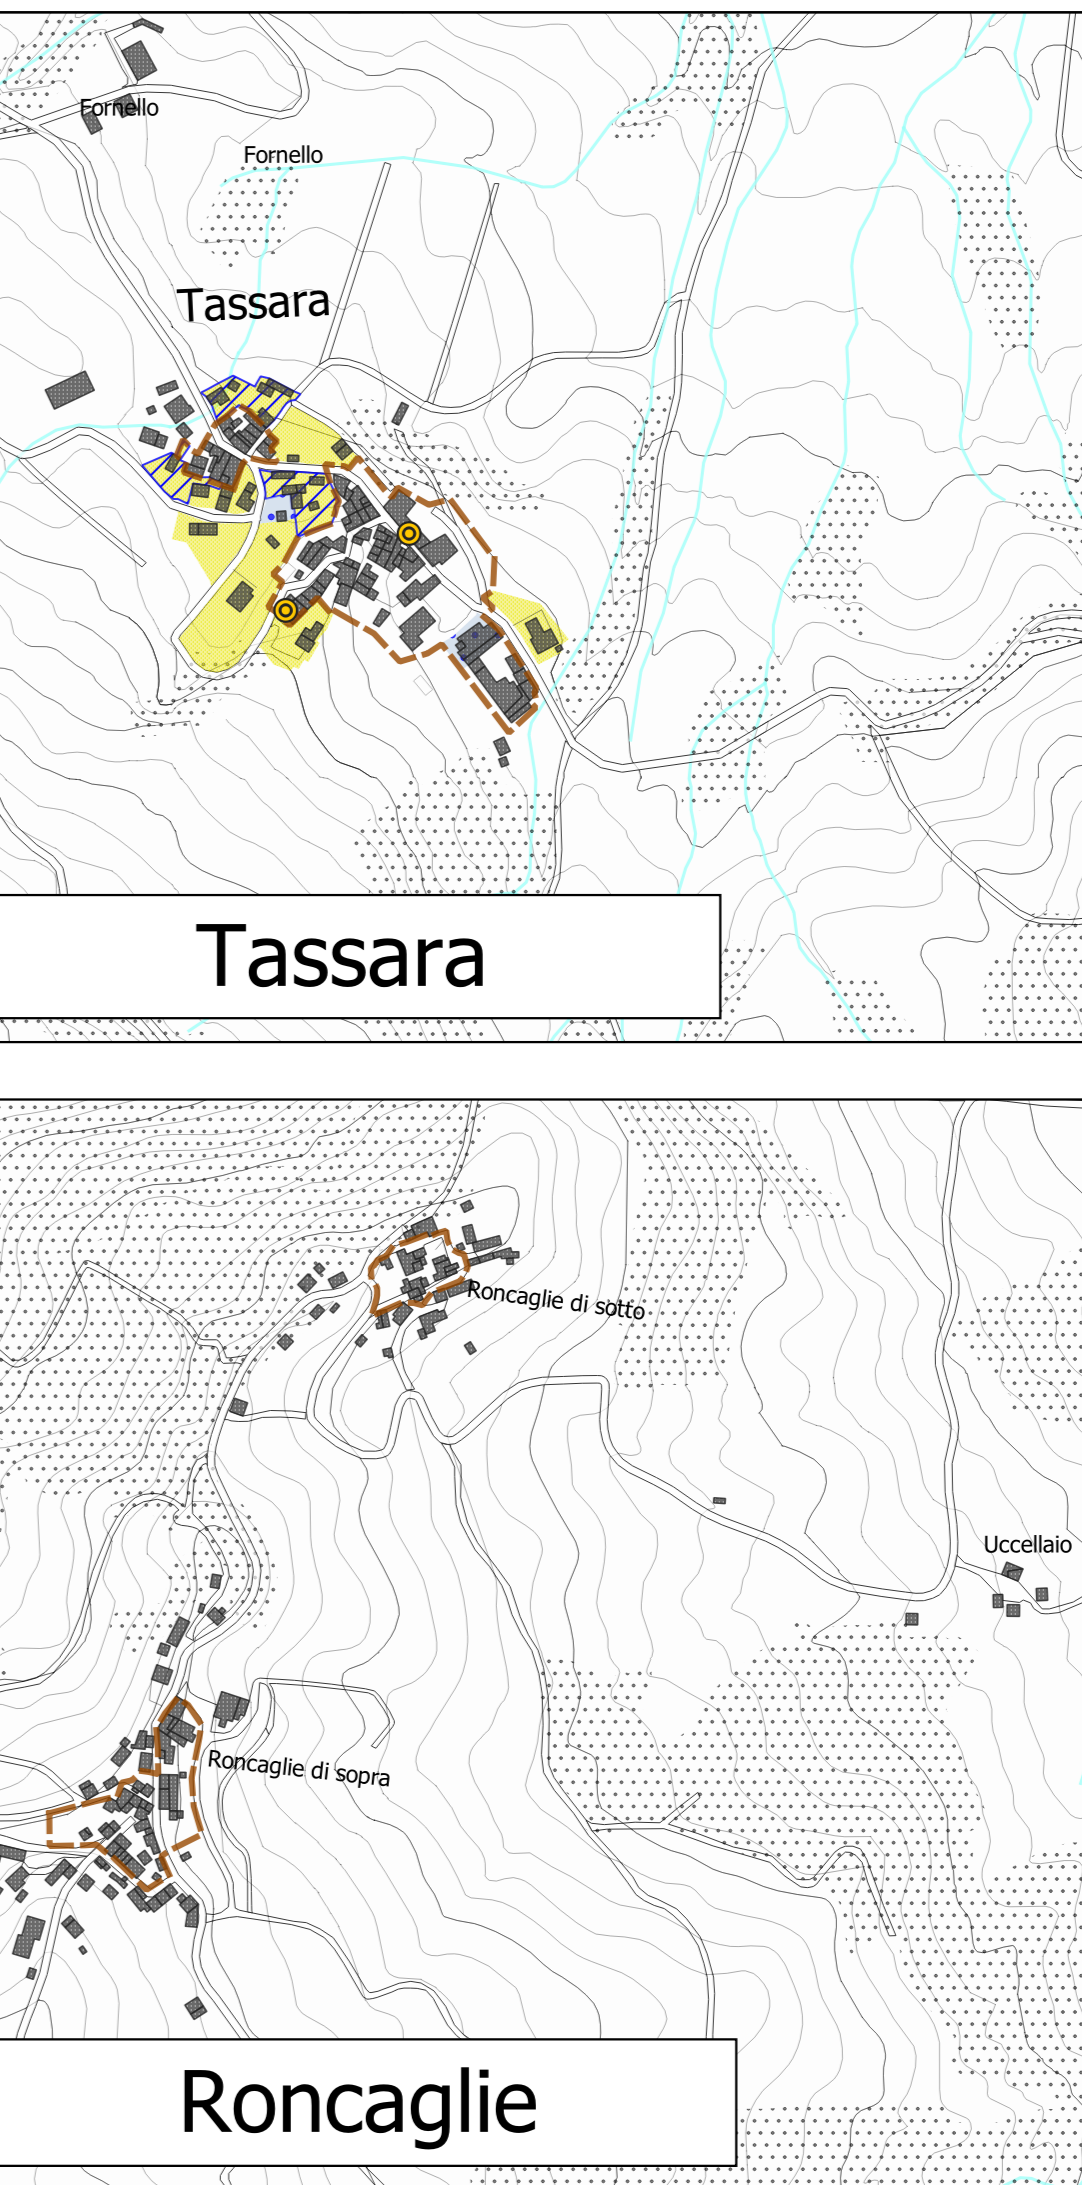 Fornello
Fornello
Tassara
Tassara
Roncaglie di sotto
Uccellaio
Roncaglie di sopra
Roncaglie